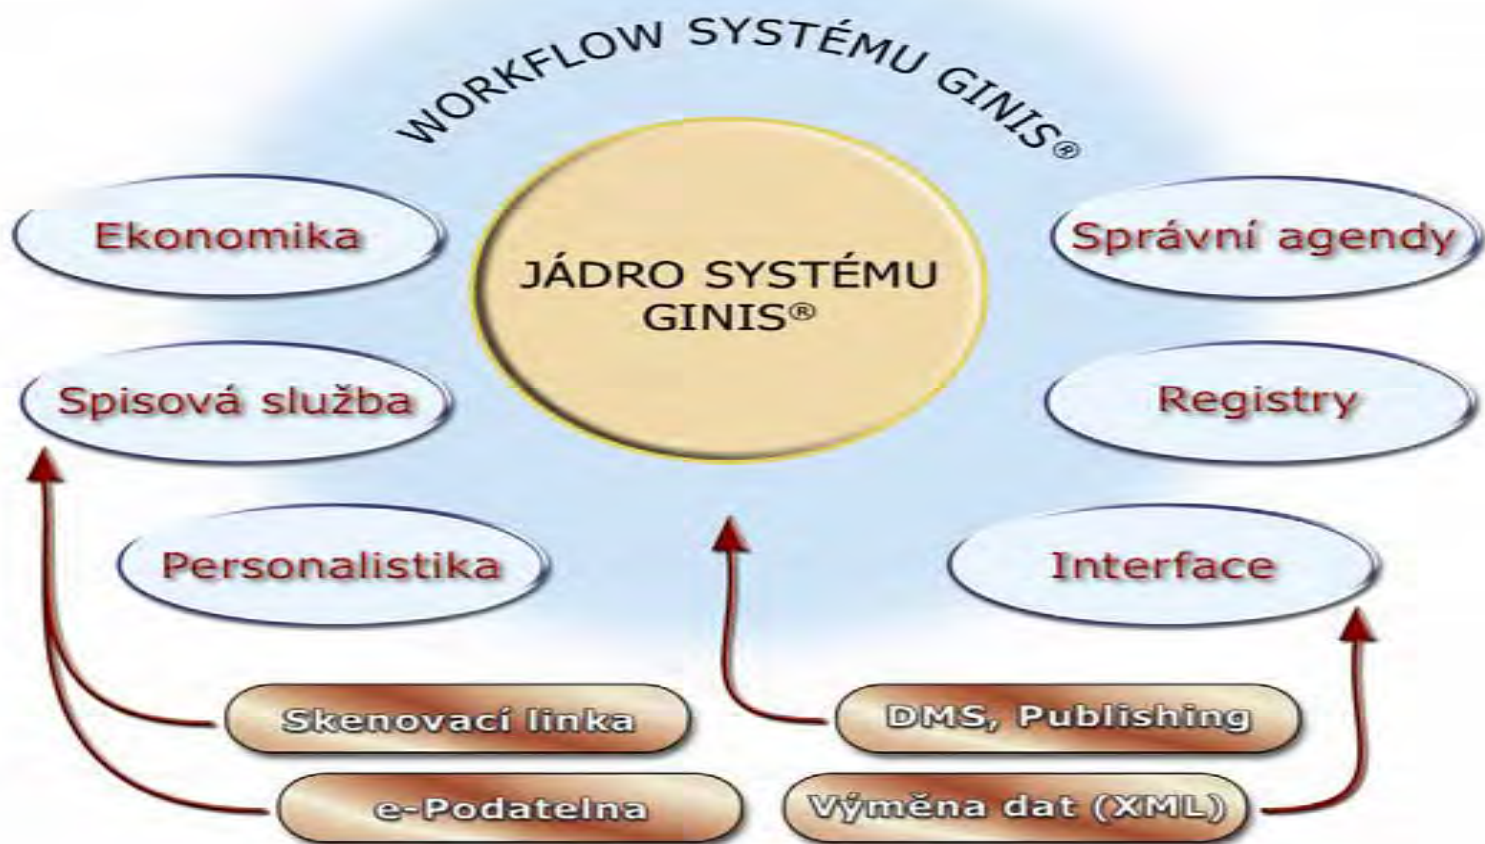 WORKFLOW SYSTÉMU GINIS®
Ekonomika
Správní agendy
JÁDRO SYSTÉMU
GINIS®
Spisová služba
Registry
Personalistika
Interface
Skenovací linka
DMS, Publishing
e-Podatelna
Výměna dat (XML)